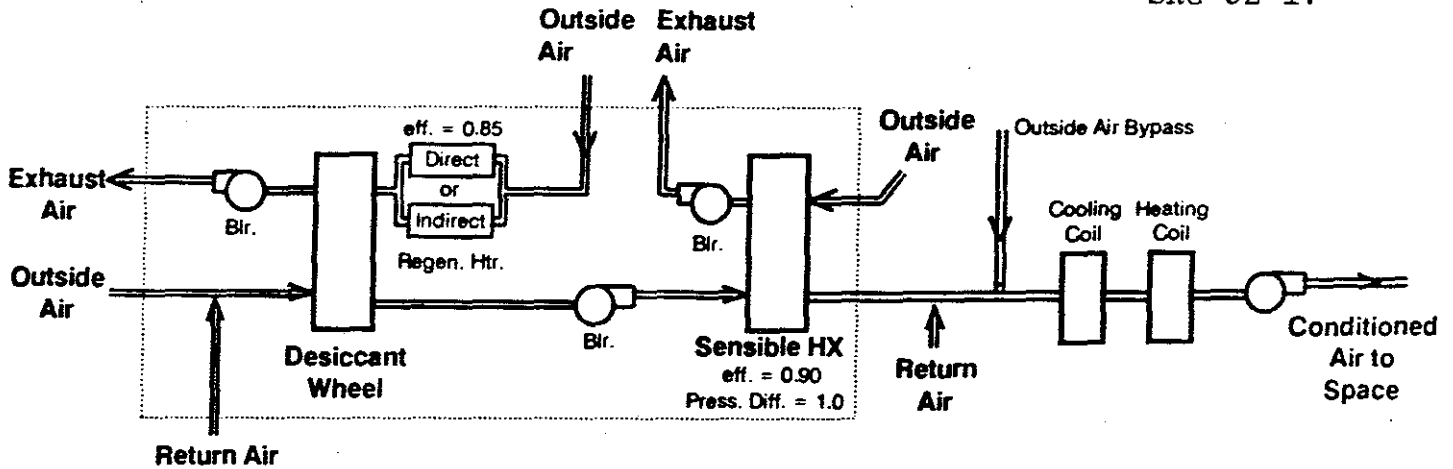 Outside Exhaust
Air Air
eff. = 0.85
Direct
or
Indirect
Regen. Htr.
Outside
Air
Outside Air Bypass
Exhaust
Air
Blr.
Blr.
Cooling Heating
Coil Coil
Outside
Air
Desiccant
Wheel
Blr.
Sensible HX
eff. = 0.90
Press. Diff. = 1.0
Return
Air
Conditioned
Air to
Space
Return Air